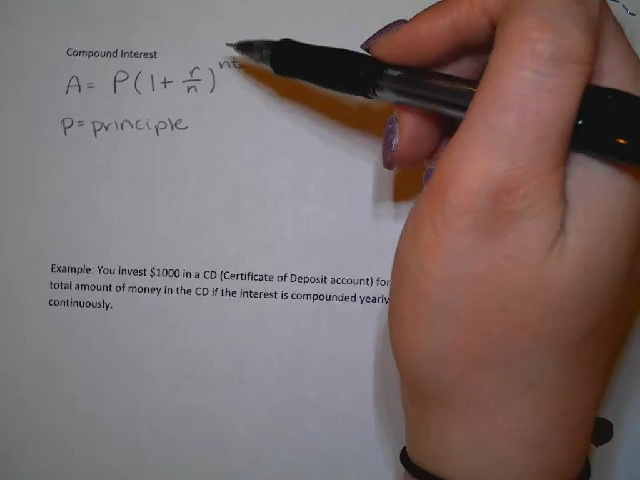 Compound Interest
A = P(1 + r/n)^nt
P = principle
Example: You invest $1000 in a CD (Certificate of Deposit account) for
total amount of money in the CD if the interest is compounded yearly
continuously.